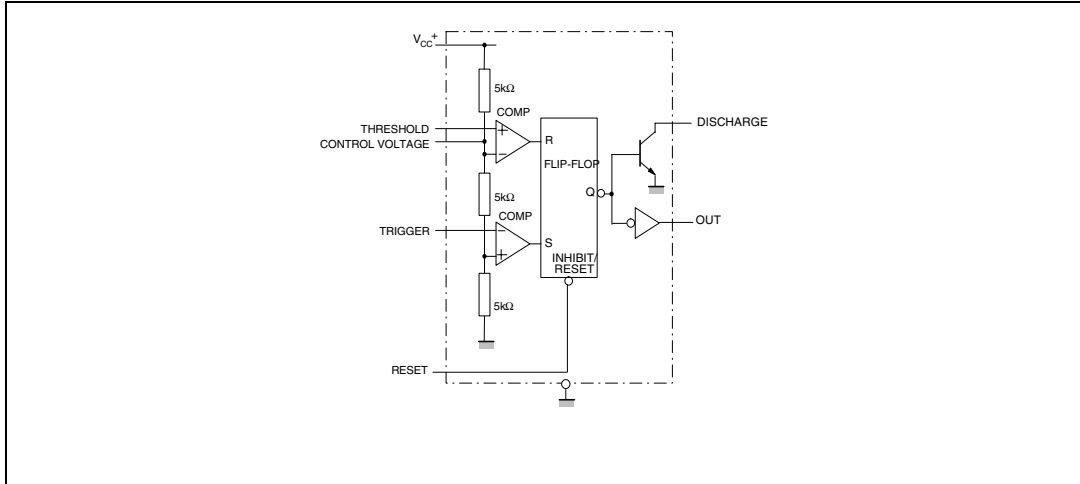 VCC+
5kΩ
COMP
THRESHOLD
+
DISCHARGE
CONTROL VOLTAGE
R
-
FLIP-FLOP
5kΩ
Q
COMP
OUT
TRIGGER
-
S
+
INHIBIT/
RESET
5kΩ
RESET